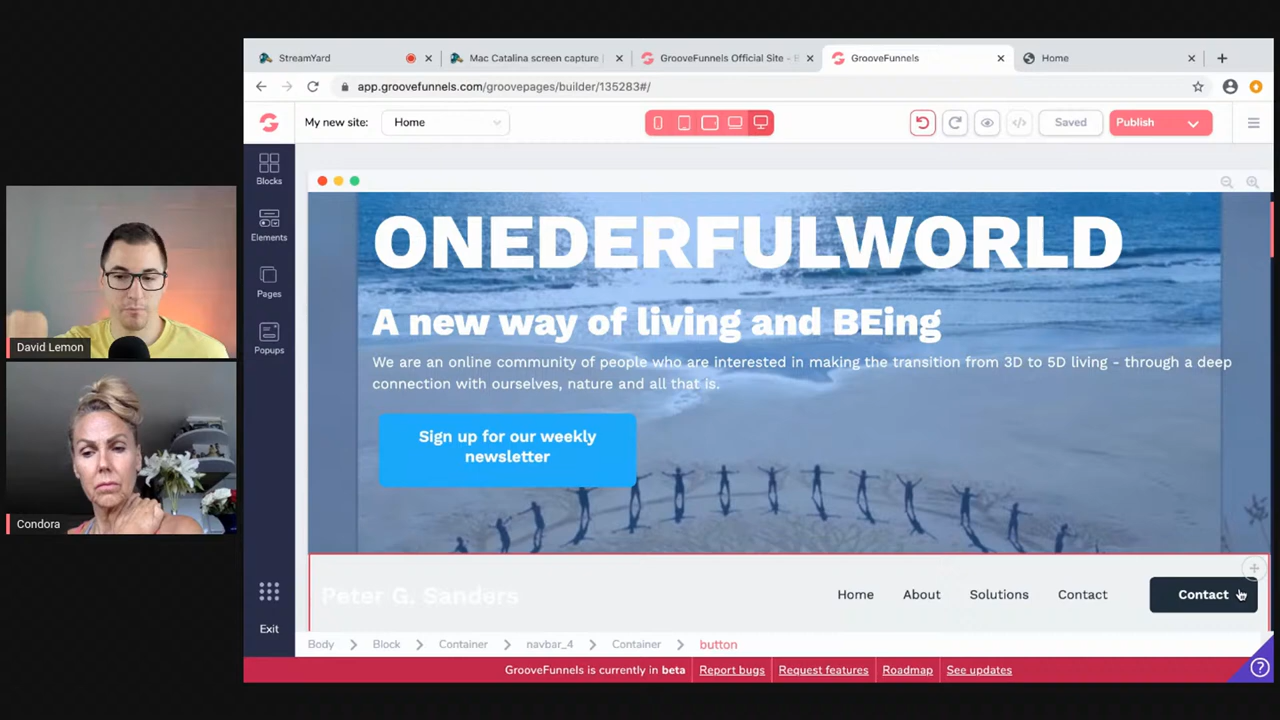 StreamYard
Mac Catalina screen capture |
GrooveFunnels Official Site -
GrooveFunnels
Home
app.groovefunnels.com/groovepages/builder/135283#/
My new site:
Home
Saved
Publish
Blocks
Elements
Pages
Popups
Exit
ONEDERFULWORLD
A new way of living and BEing
We are an online community of people who are interested in making the transition from 3D to 5D living - through a deep
connection with ourselves, nature and all that is.
Sign up for our weekly
newsletter
David Lemon
Condora
Peter G. Sanders
Home
About
Solutions
Contact
Contact
Body
Block
Container
navbar_4
Container
button
GrooveFunnels is currently in beta
Report bugs
Request features
Roadmap
See updates